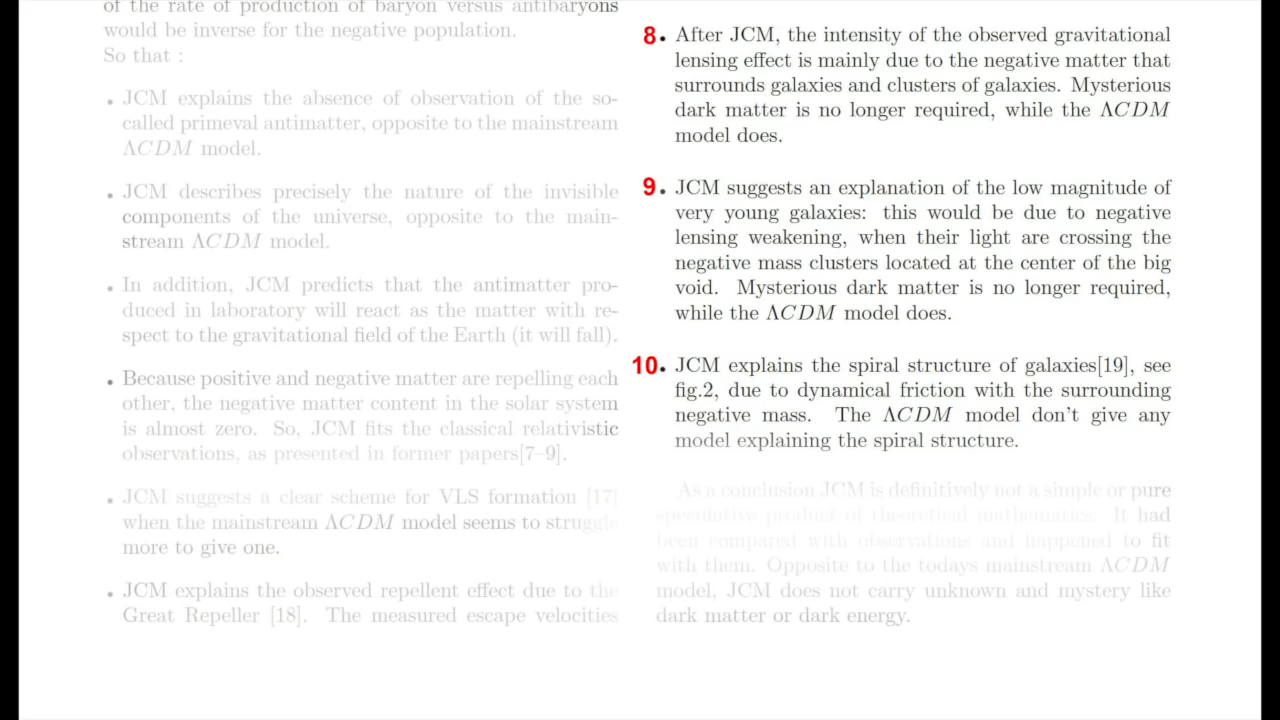 of the rate of production of baryon versus antibaryons
would be inverse for the negative population.
So that :
• JCM explains the absence of observation of the so-
called primeval antimatter, opposite to the mainstream
ΛCDM model.
• JCM describes precisely the nature of the invisible
components of the universe, opposite to the main-
stream ΛCDM model.
• In addition, JCM predicts that the antimatter pro-
duced in laboratory will react as the matter with re-
spect to the gravitational field of the Earth (it will fall).
• Because positive and negative matter are repelling each
other, the negative matter content in the solar system
is almost zero. So, JCM fits the classical relativistic
observations, as presented in former papers[7–9].
• JCM suggests a clear scheme for VLS formation [17]
when the mainstream ΛCDM model seems to struggle
more to give one.
• JCM explains the observed repellent effect due to the
Great Repeller [18]. The measured escape velocities
8. After JCM, the intensity of the observed gravitational
lensing effect is mainly due to the negative matter that
surrounds galaxies and clusters of galaxies. Mysterious
dark matter is no longer required, while the ΛCDM
model does.
9. JCM suggests an explanation of the low magnitude of
very young galaxies: this would be due to negative
lensing weakening, when their light are crossing the
negative mass clusters located at the center of the big
void. Mysterious dark matter is no longer required,
while the ΛCDM model does.
10. JCM explains the spiral structure of galaxies[19], see
fig.2, due to dynamical friction with the surrounding
negative mass. The ΛCDM model don't give any
model explaining the spiral structure.
As a conclusion JCM is definitively not a simple or pure
speculative product of theoretical mathematics. It had
been compared with observations and happened to fit
with them. Opposite to the todays mainstream ΛCDM
model, JCM does not carry unknown and mystery like
dark matter or dark energy.